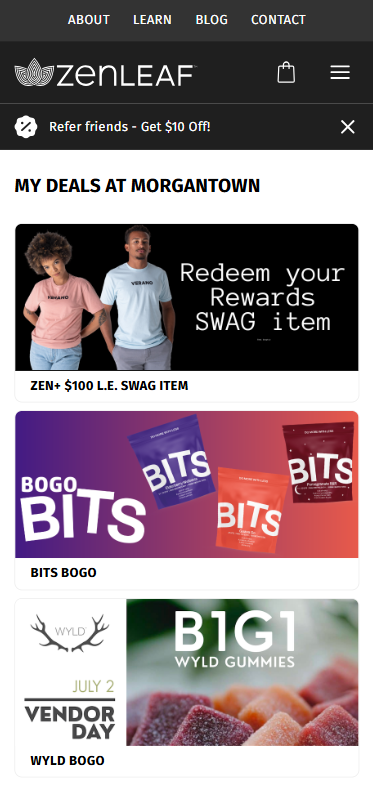 ABOUT LEARN BLOG CONTACT
zenLEAF
Refer friends - Get $10 Off!
MY DEALS AT MORGANTOWN
VERANO
VERANO
Redeem your
Rewards
SWAG item
ZEN+ $100 L.E. SWAG ITEM
BOGO
BITS
BITS
BITS
BITS
BITS BOGO
WYLD
JULY 2
VENDOR
DAY
B1G1
WYLD GUMMIES
WYLD BOGO